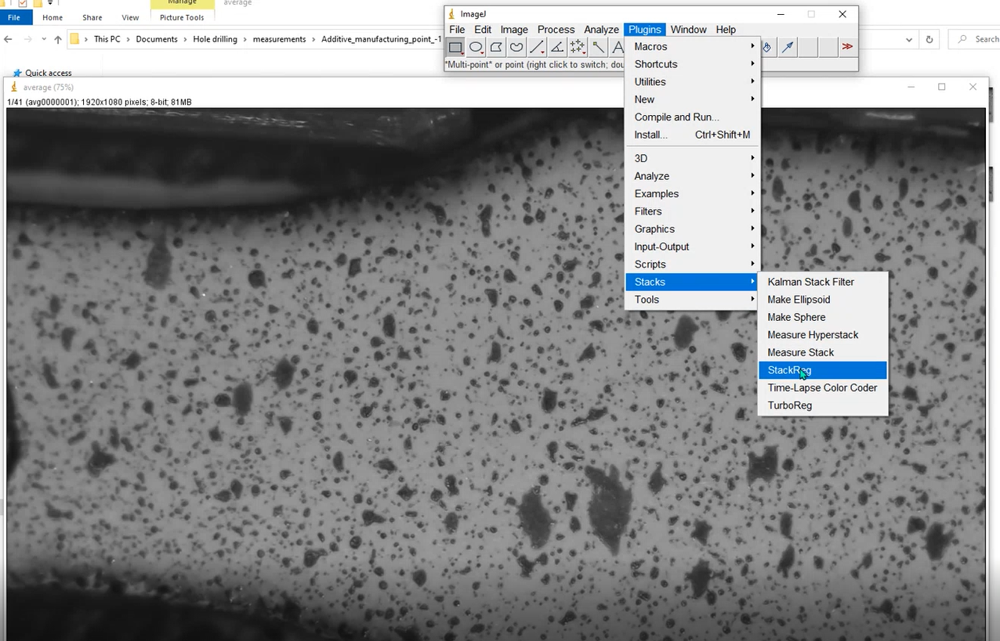 Manage
average
File
Home
Share
View
Picture Tools
This PC
Documents
Hole drilling
measurements
Additive_manufacturing_point_-1
Search
Quick access
ImageJ
File Edit Image Process Analyze Plugins Window Help
A
>>
*Multi-point* or point (right click to switch; dou
average (75%)
1/41 (avg0000001); 1920x1080 pixels; 8-bit; 81MB
Macros
Shortcuts
Utilities
New
Compile and Run...
Install... Ctrl+Shift+M
3D
Analyze
Examples
Filters
Graphics
Input-Output
Scripts
Stacks
Tools
Kalman Stack Filter
Make Ellipsoid
Make Sphere
Measure Hyperstack
Measure Stack
StackReg
Time-Lapse Color Coder
TurboReg